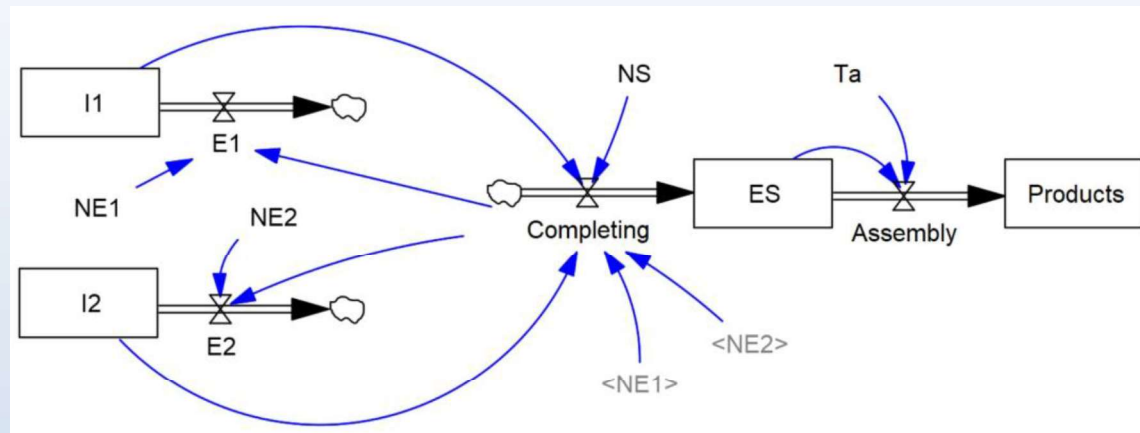 I1
E1
NE1
NE2
I2
E2
NS
Ta
Completing
ES
Assembly
Products
<NE1>
<NE2>